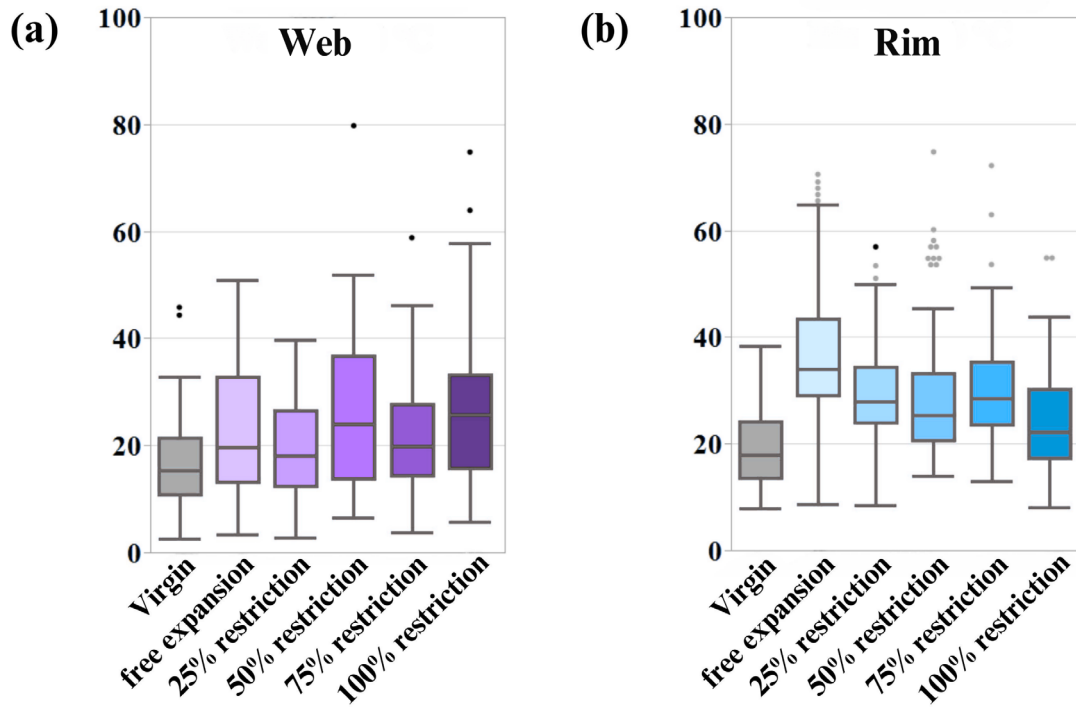 (a)
Web
100
80
60
40
20
0
Virgin
free expansion
25% restriction
50% restriction
75% restriction
100% restriction
(b)
Rim
100
80
60
40
20
0
Virgin
free expansion
25% restriction
50% restriction
75% restriction
100% restriction